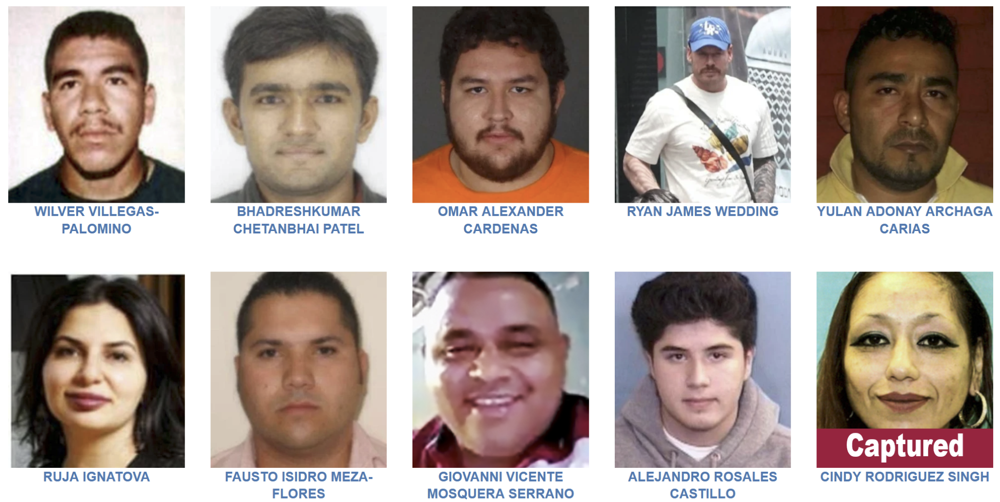 WILVER VILLEGAS-
PALOMINO
BHADRESHKUMAR
CHETANBHAI PATEL
OMAR ALEXANDER
CARDENAS
RYAN JAMES WEDDING
YULAN ADONAY ARCHAGA
CARIAS
RUJA IGNATOVA
FAUSTO ISIDRO MEZA-
FLORES
GIOVANNI VICENTE
MOSQUERA SERRANO
ALEJANDRO ROSALES
CASTILLO
Captured
CINDY RODRIGUEZ SINGH